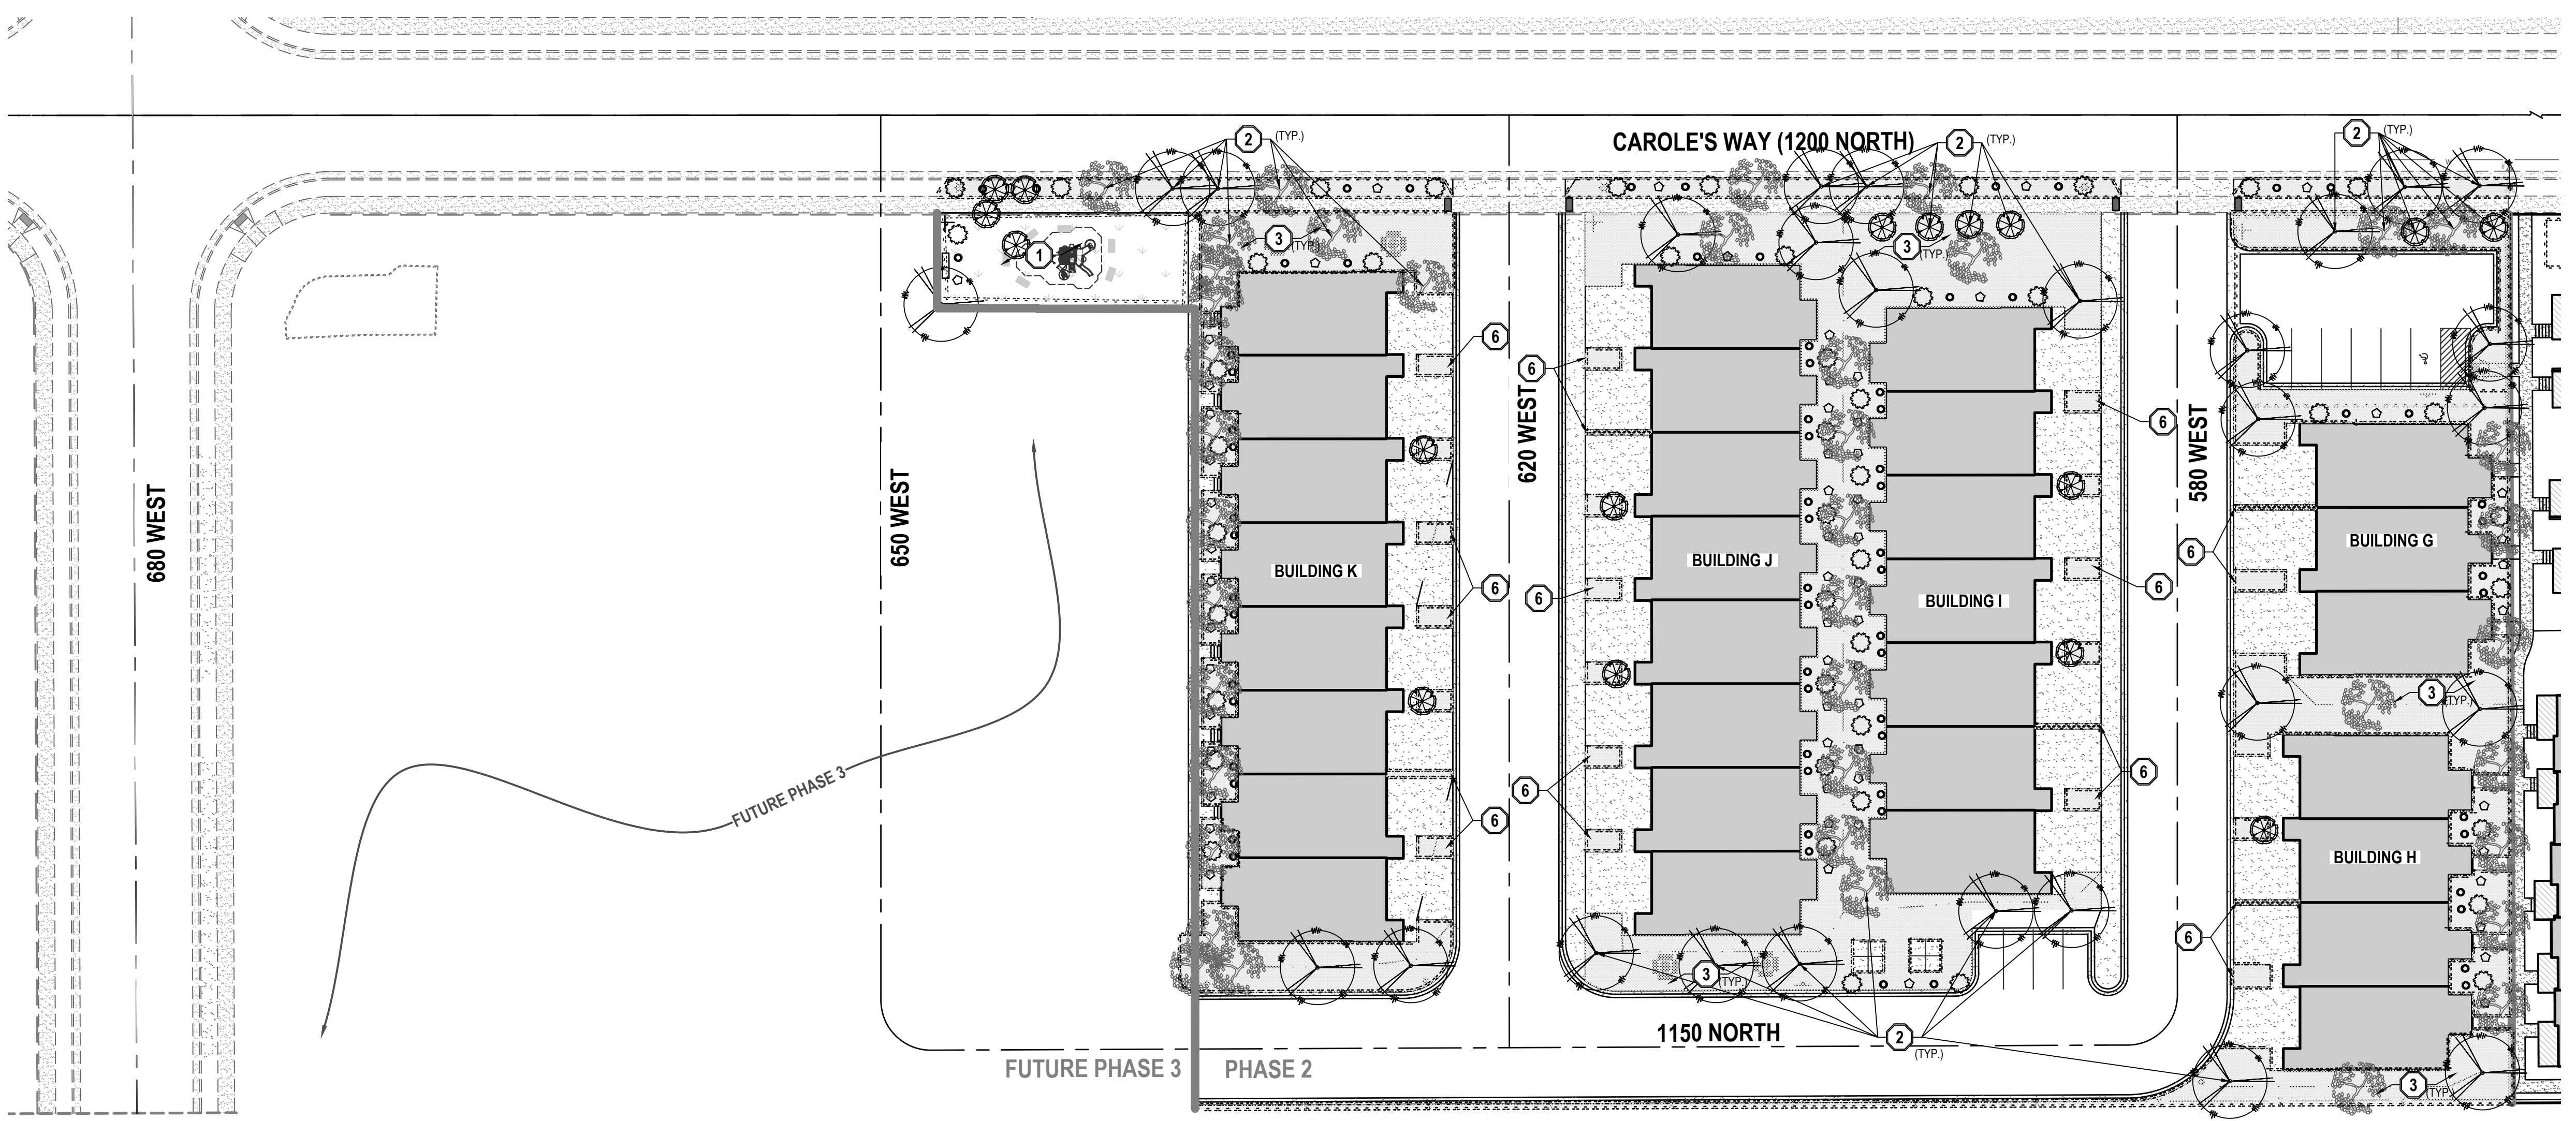 2 (TYP.)
CAROLE'S WAY (1200 NORTH)
2 (TYP.)
2 (TYP.)
1
3 (TYP.)
3 (TYP.)
6
6
6
680 WEST
650 WEST
620 WEST
580 WEST
BUILDING K
BUILDING J
BUILDING I
BUILDING G
6
6
6
6
3 (TYP.)
FUTURE PHASE 3
6
6
6
BUILDING H
6
3 (TYP.)
1150 NORTH
2 (TYP.)
FUTURE PHASE 3
PHASE 2
3 (TYP.